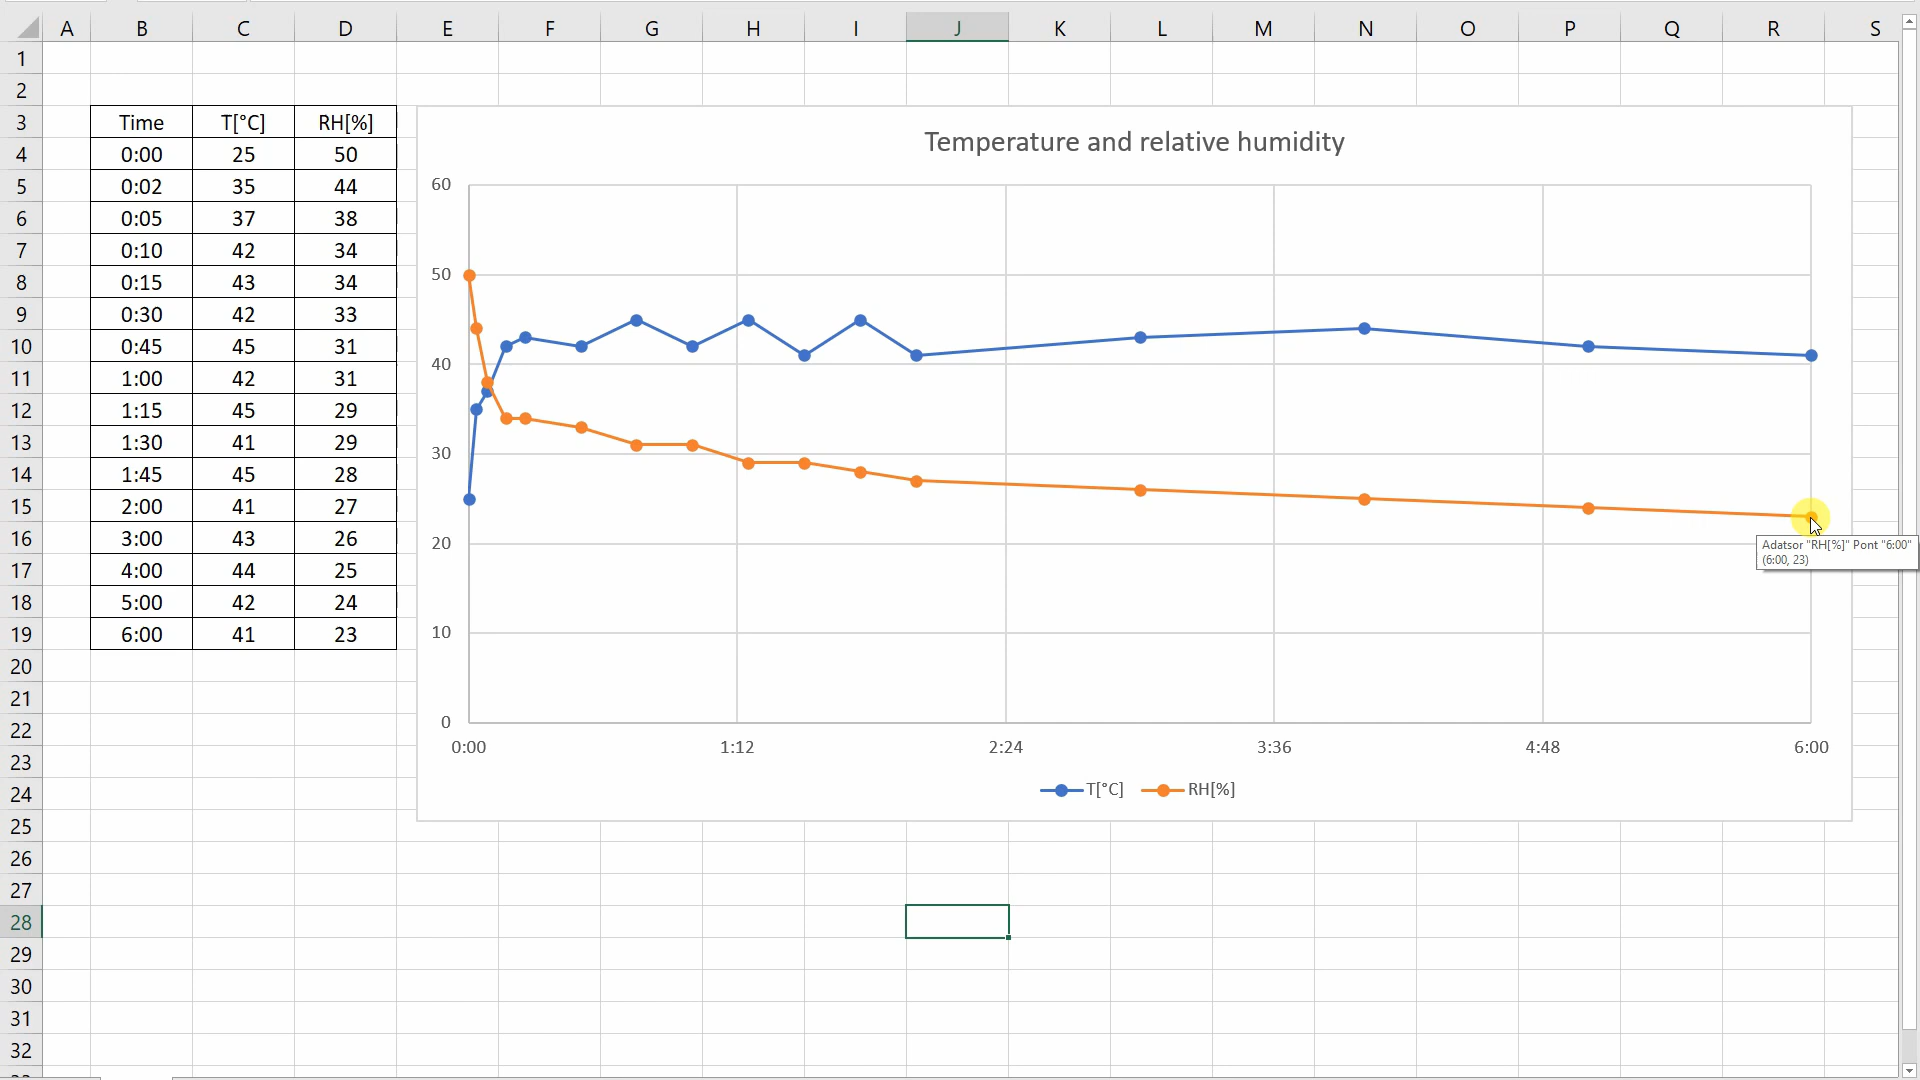 A B C D E F G H I J K L M N O P Q R S
1
2
3 Time T[°C] RH[%]
4 0:00 25 50
5 0:02 35 44
6 0:05 37 38
7 0:10 42 34
8 0:15 43 34
9 0:30 42 33
10 0:45 45 31
11 1:00 42 31
12 1:15 45 29
13 1:30 41 29
14 1:45 45 28
15 2:00 41 27
16 3:00 43 26
17 4:00 44 25
18 5:00 42 24
19 6:00 41 23
20
21
22
23
24
25
26
27
28
29
30
31
32
Temperature and relative humidity
60
50
40
30
20
10
0
0:00 1:12 2:24 3:36 4:48 6:00
T[°C] RH[%]
Adatsor "RH[%]" Pont "6:00"
(6:00, 23)